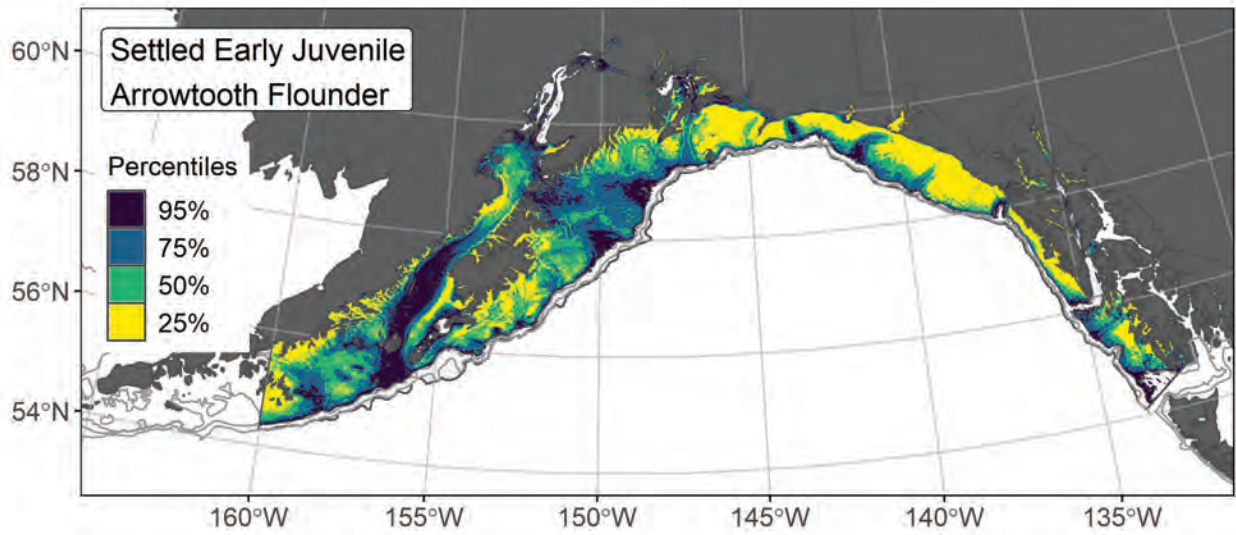 Settled Early Juvenile
Arrowtooth Flounder
Percentiles
95%
75%
50%
25%
60°N
58°N
56°N
54°N
160°W
155°W
150°W
145°W
140°W
135°W